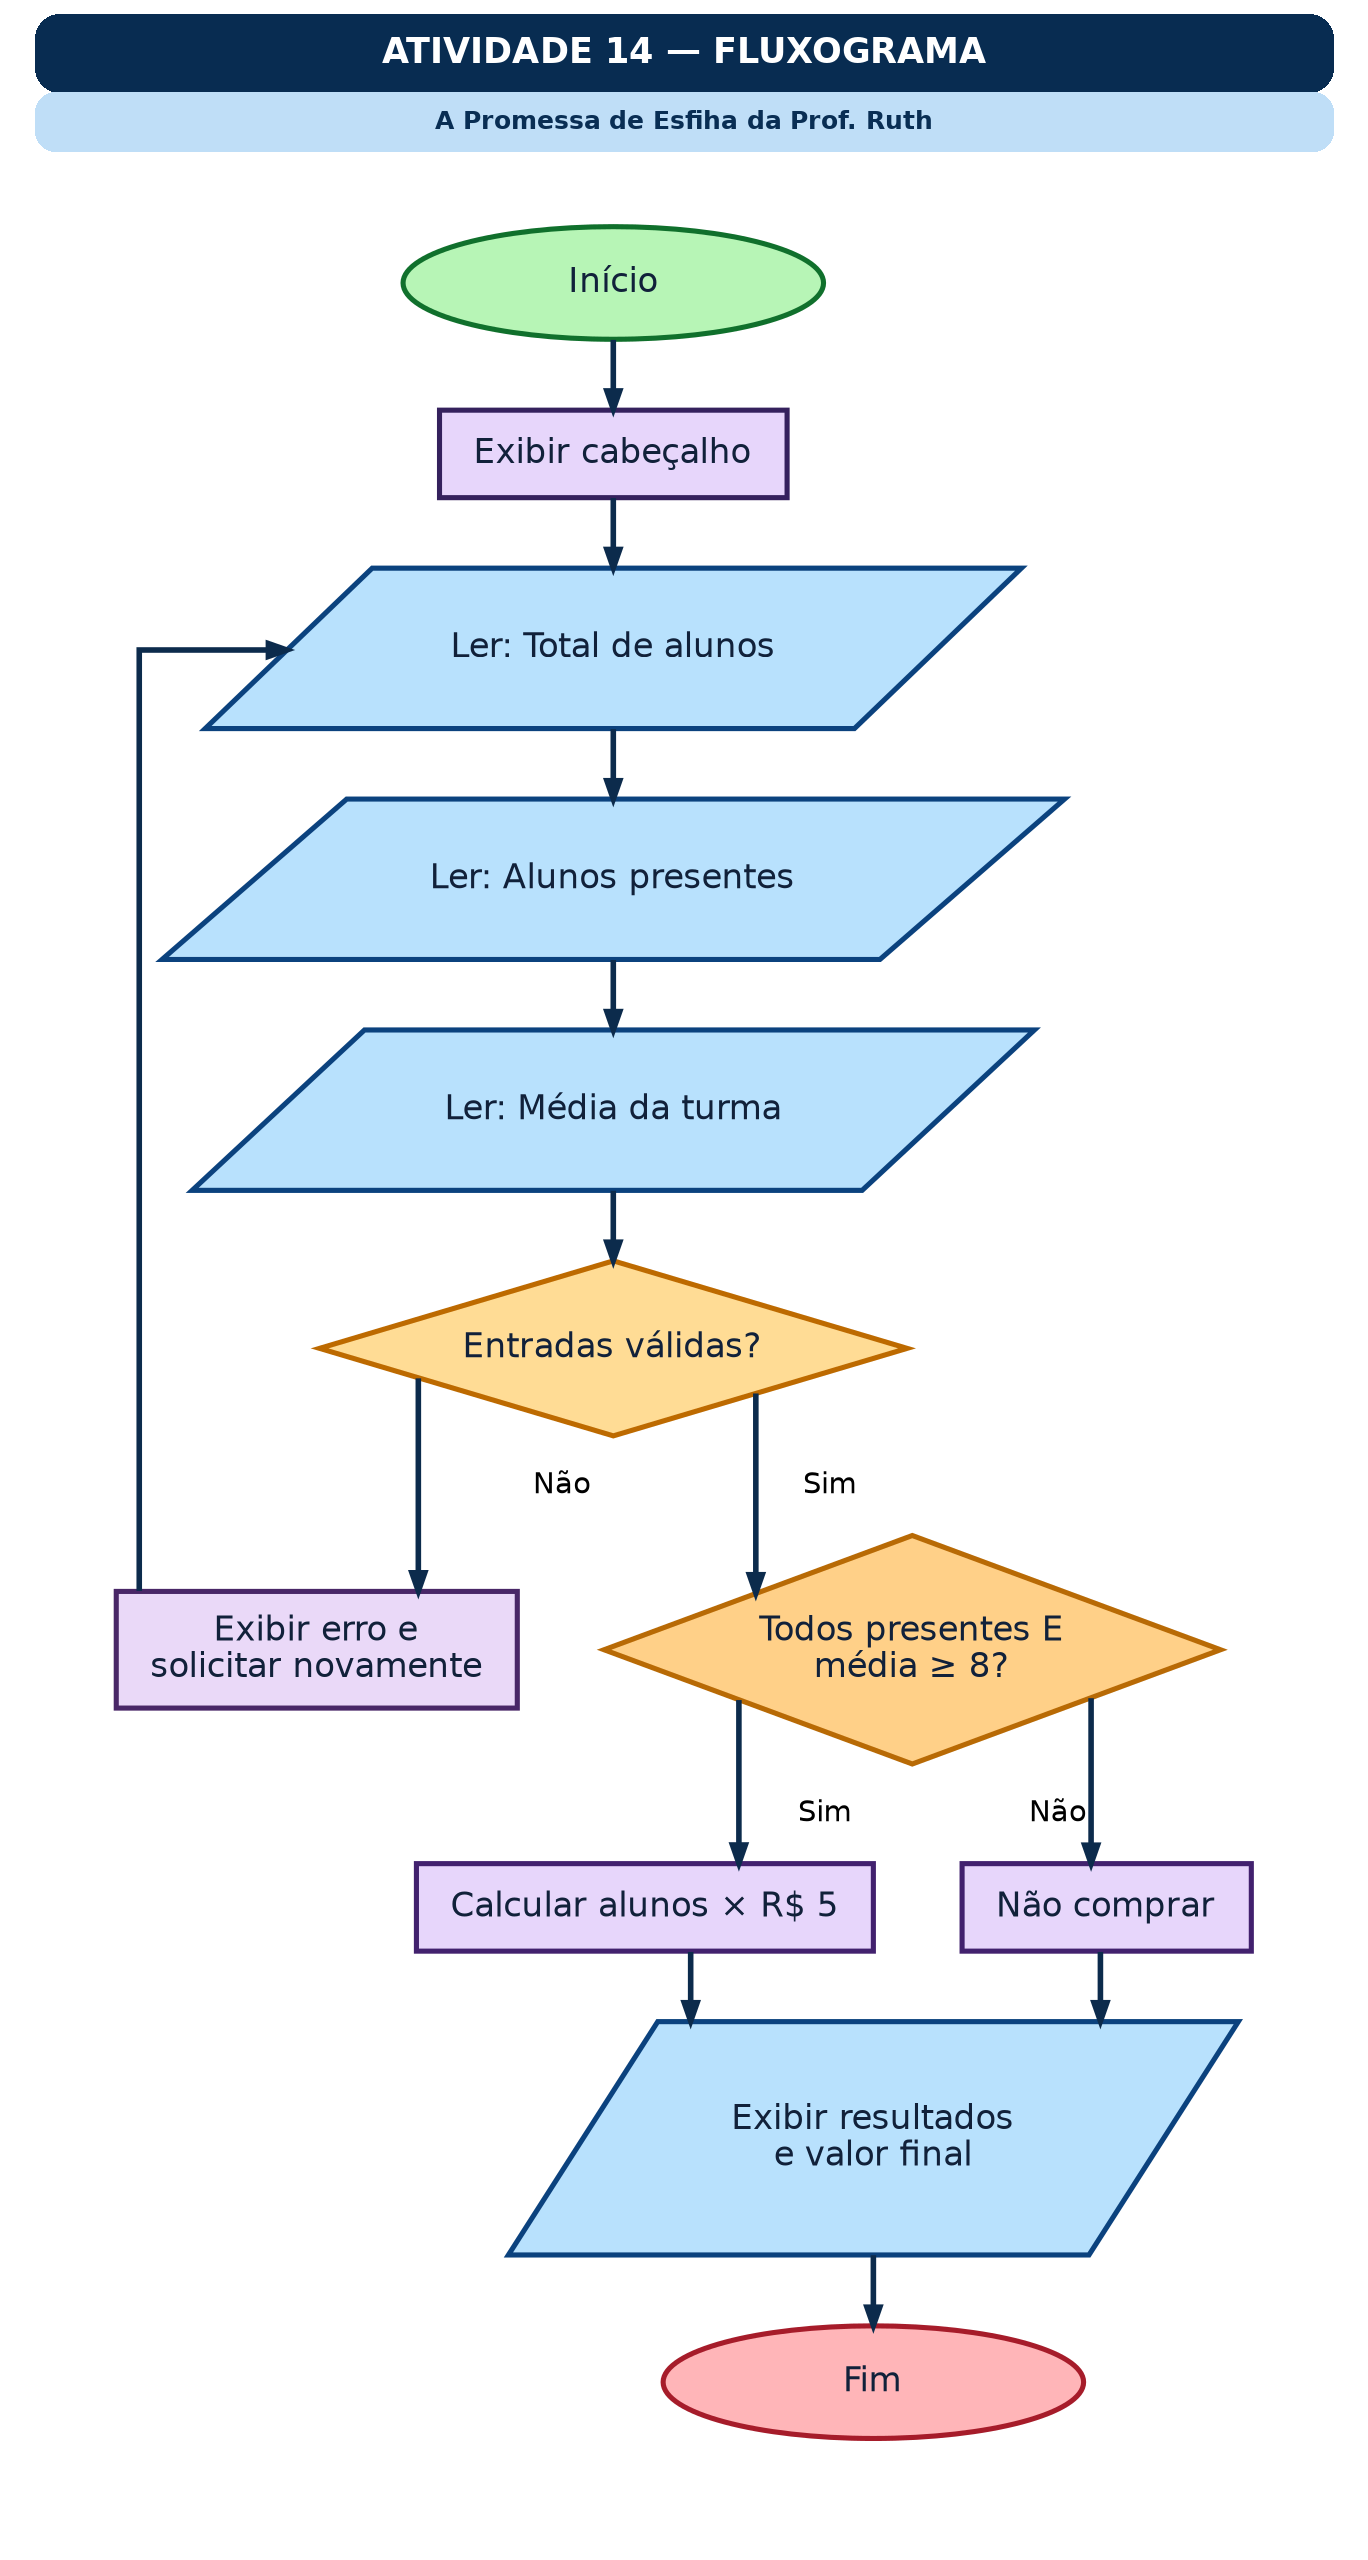 ATIVIDADE 14 — FLUXOGRAMA
A Promessa de Esfiha da Prof. Ruth
Início
Exibir cabeçalho
Ler: Total de alunos
Ler: Alunos presentes
Ler: Média da turma
Entradas válidas?
Não
Sim
Exibir erro e
solicitar novamente
Todos presentes E
média ≥ 8?
Sim
Não
Calcular alunos × R$ 5
Não comprar
Exibir resultados
e valor final
Fim